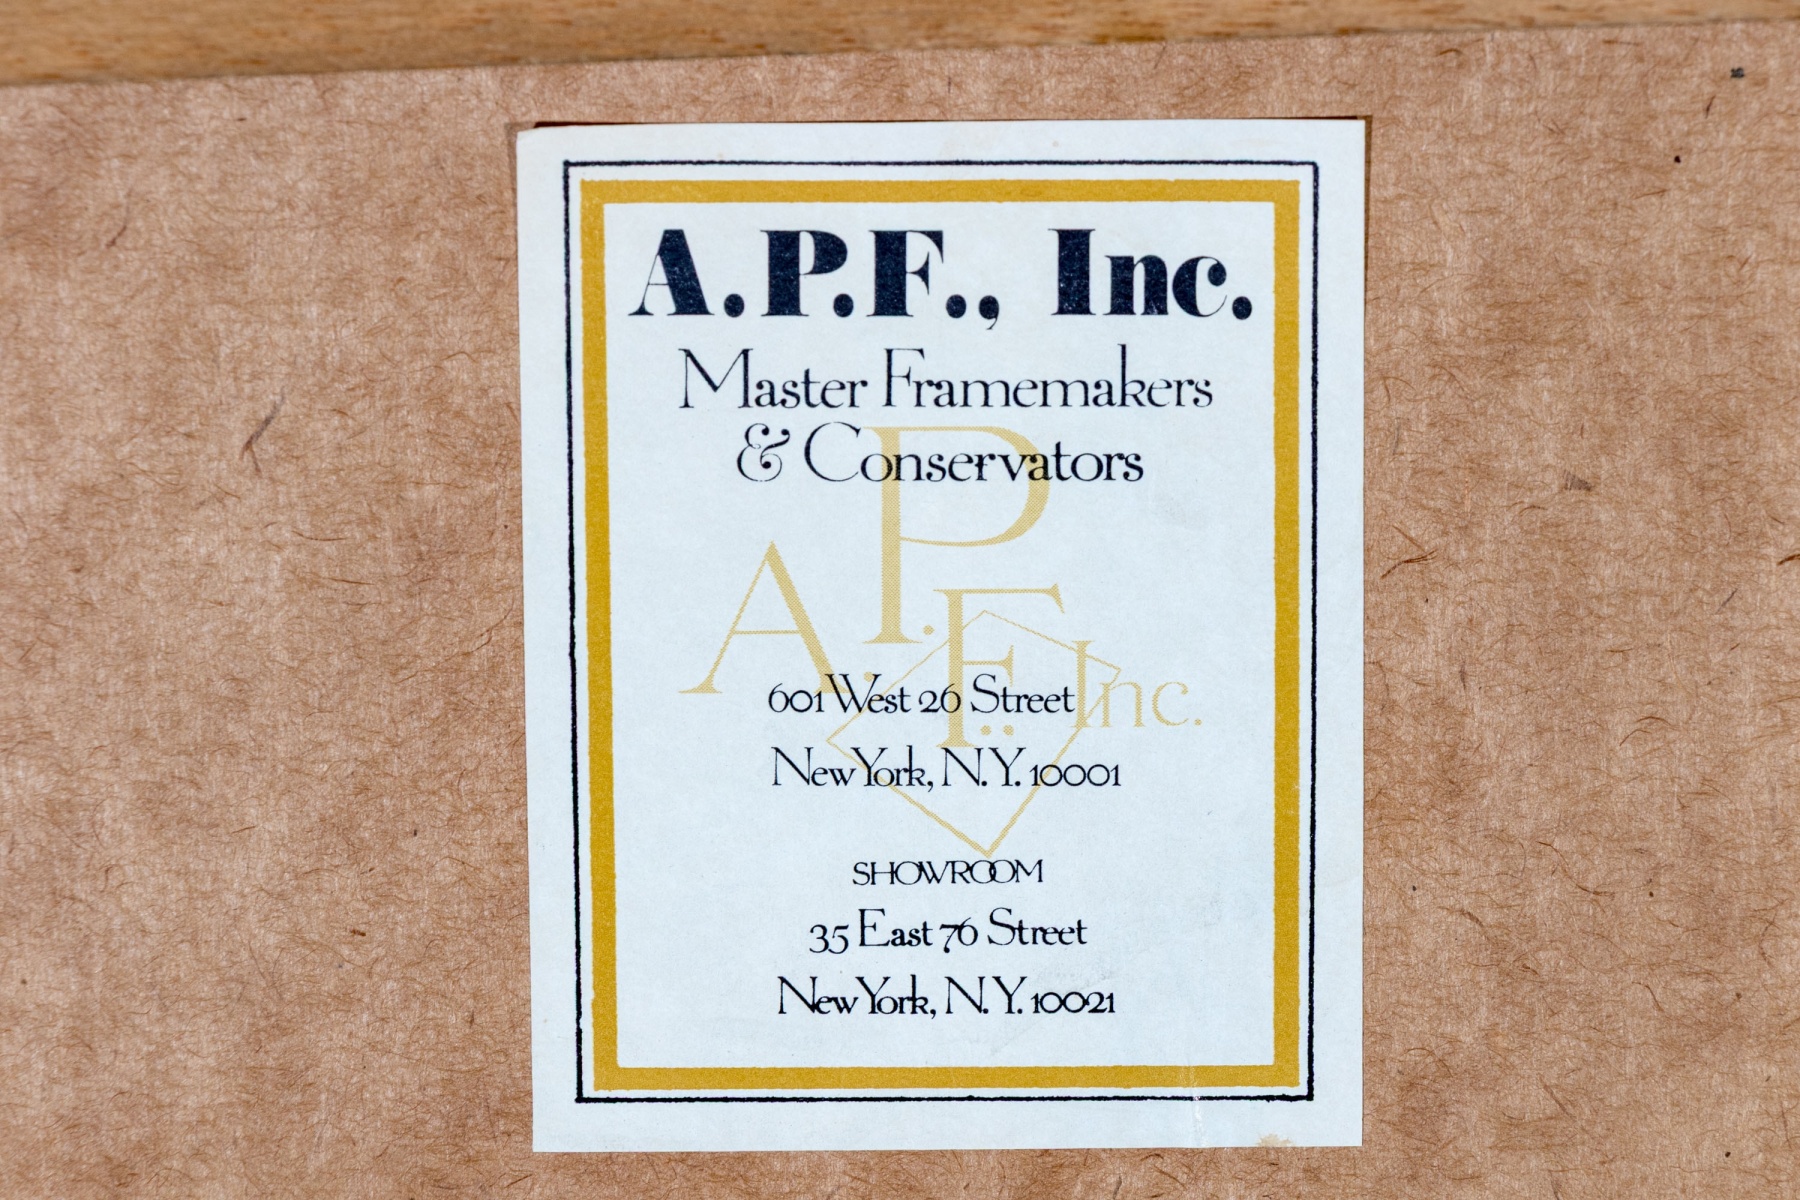 A.P.F., Inc.
Master Framemakers
& Conservators
A.P.F.. Inc.
601 West 26 Street
New York, N.Y. 10001
SHOWROOM
35 East 76 Street
New York, N.Y. 10021